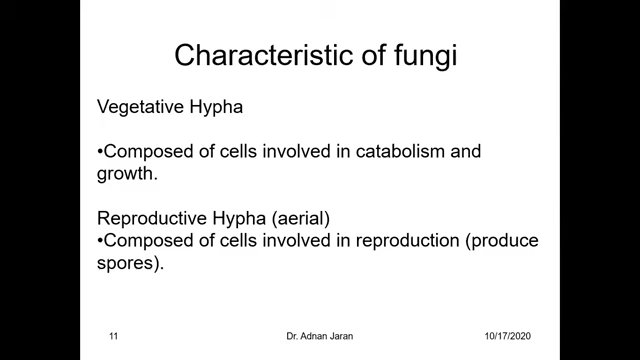 Characteristic of fungi
Vegetative Hypha
•Composed of cells involved in catabolism and
growth.
Reproductive Hypha (aerial)
•Composed of cells involved in reproduction (produce
spores).
11 Dr. Adnan Jaran 10/17/2020